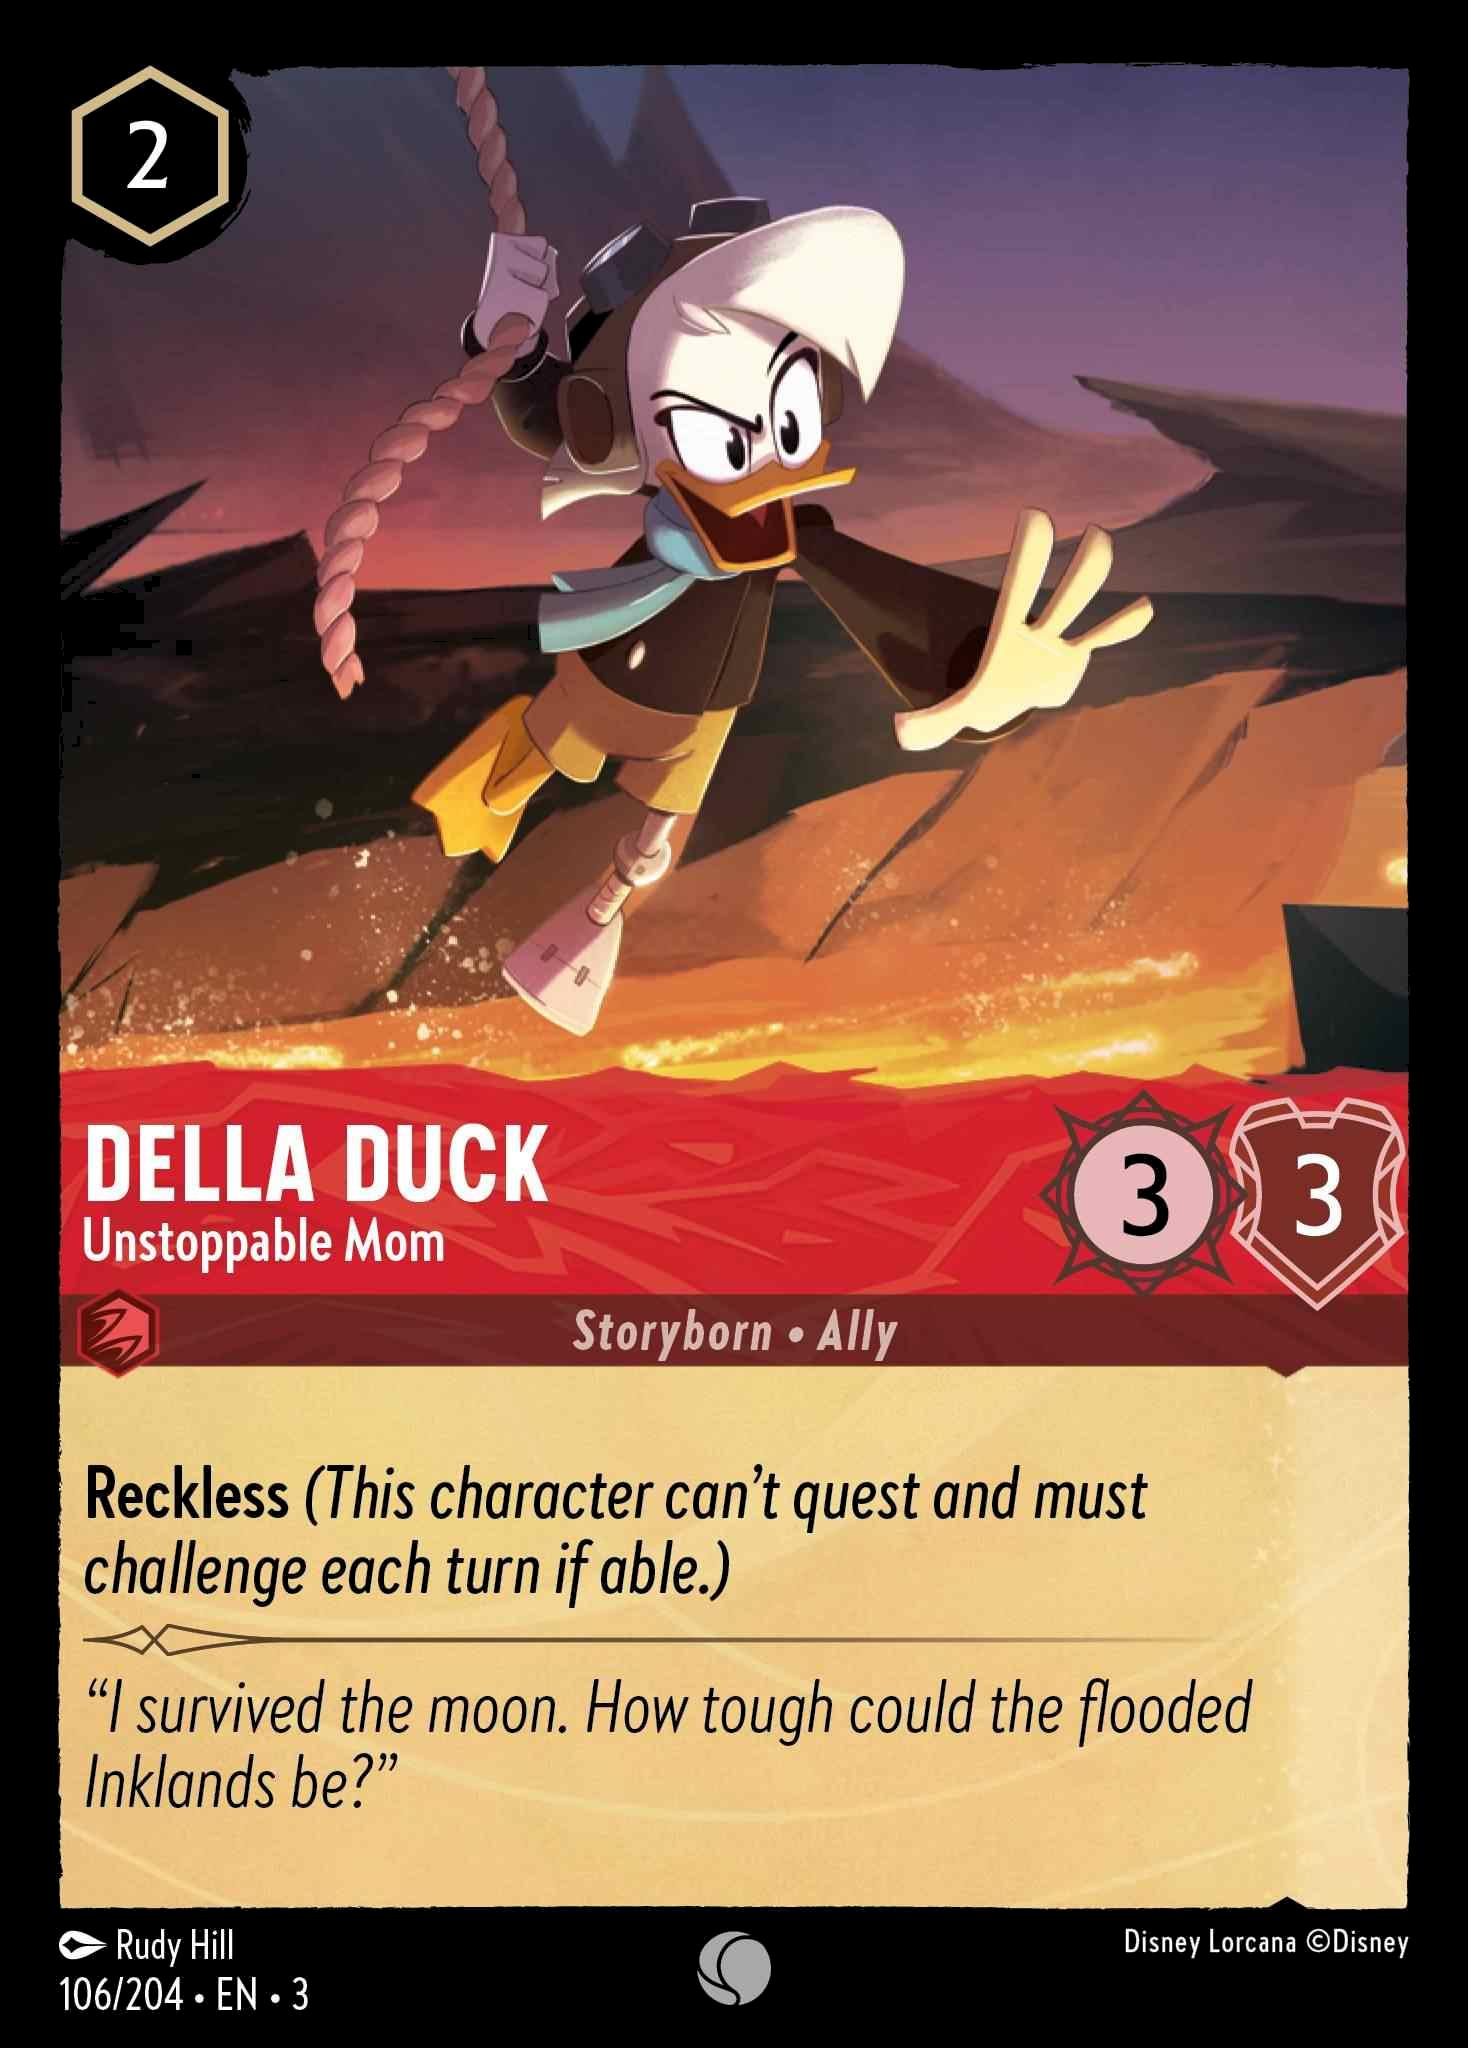 2
DELLA DUCK
Unstoppable Mom
3
3
Storyborn • Ally
Reckless (This character can’t quest and must
challenge each turn if able.)
“I survived the moon. How tough could the flooded
Inklands be?”
Rudy Hill
106/204 • EN • 3
Disney Lorcana ©Disney